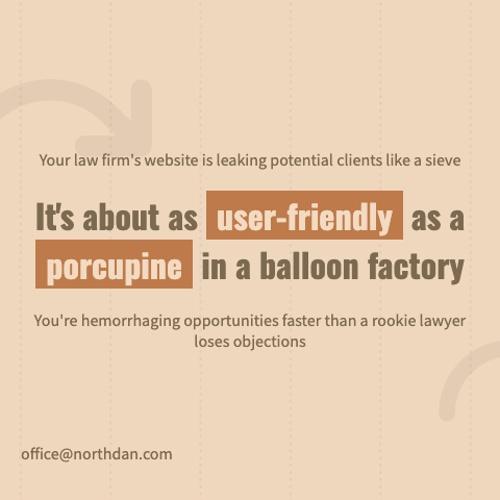 Your law firm's website is leaking potential clients like a sieve
It's about as user-friendly as a
porcupine in a balloon factory
You're hemorrhaging opportunities faster than a rookie lawyer
loses objections
office@northdan.com